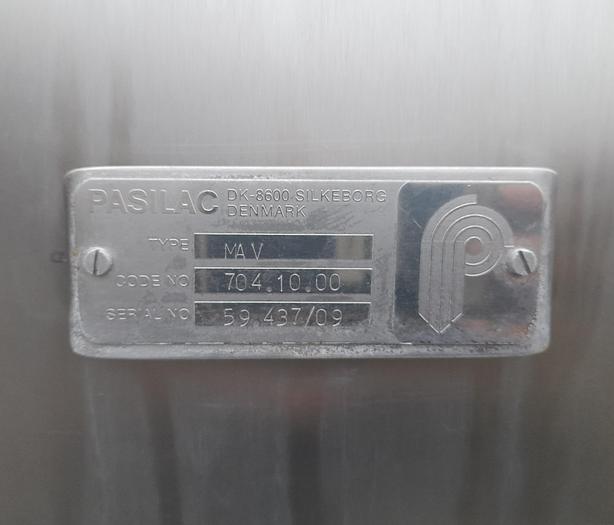 PASILAC DK-8600 SILKEBORG
DENMARK
TYPE MA V
CODE NO 704.10.00
SERIAL NO 59 437/09